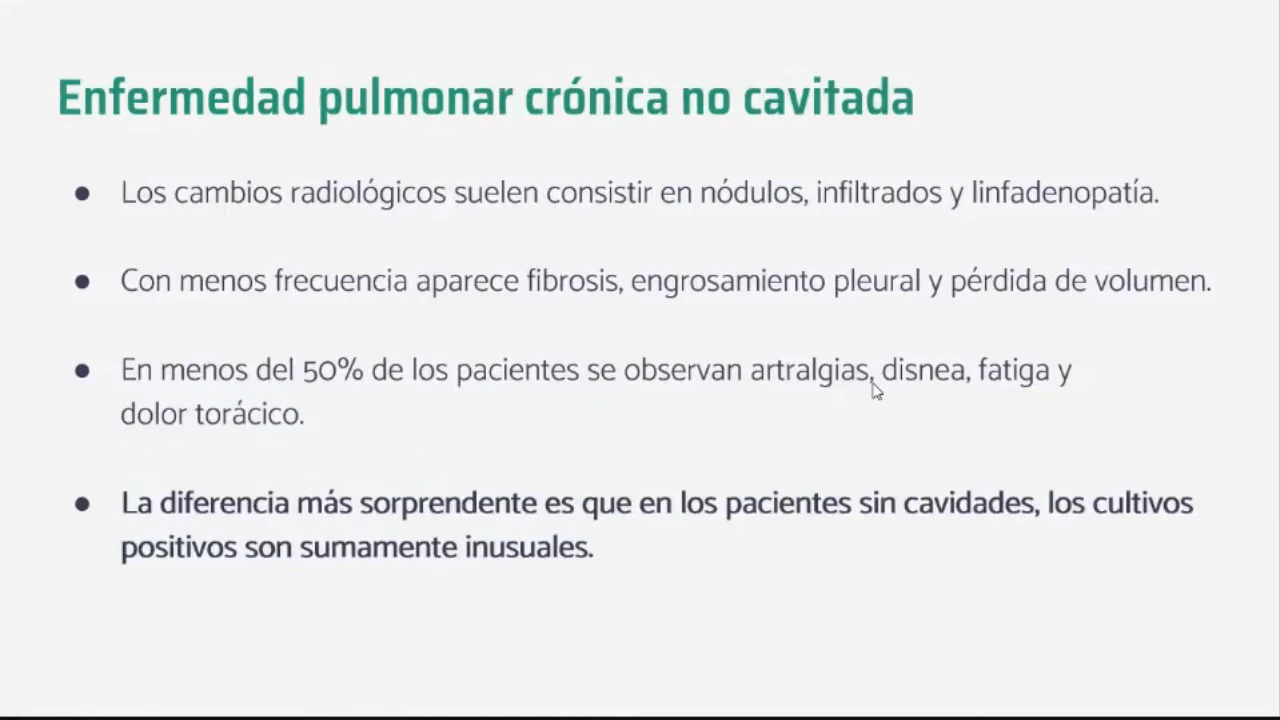 Enfermedad pulmonar crónica no cavitada
● Los cambios radiológicos suelen consistir en nódulos, infiltrados y linfadenopatía.
● Con menos frecuencia aparece fibrosis, engrosamiento pleural y pérdida de volumen.
● En menos del 50% de los pacientes se observan artralgias, disnea, fatiga y
dolor torácico.
● La diferencia más sorprendente es que en los pacientes sin cavidades, los cultivos
positivos son sumamente inusuales.